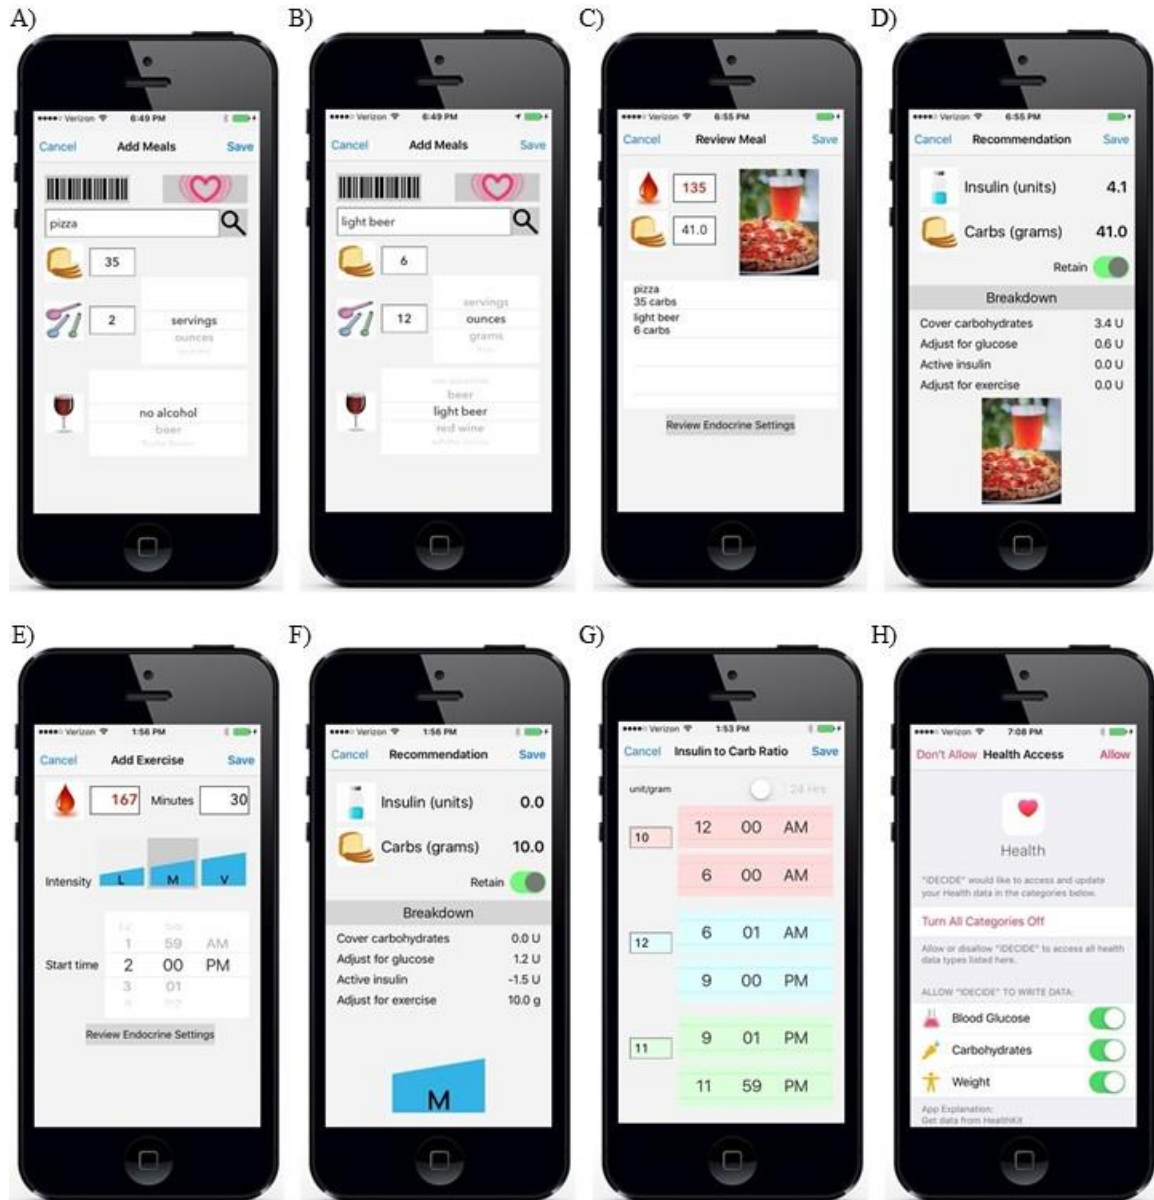 A)
Verizon 6:49 PM
Cancel Add Meals Save
pizza
35
2 servings
ounces
no alcohol
beer
B)
Verizon 6:49 PM
Cancel Add Meals Save
light beer
6
servings
12 ounces
grams
beer
light beer
red wine
C)
Verizon 6:55 PM
Cancel Review Meal Save
135
41.0
pizza
35 carbs
light beer
6 carbs
Review Endocrine Settings
D)
Verizon 6:55 PM
Cancel Recommendation Save
Insulin (units) 4.1
Carbs (grams) 41.0
Retain
Breakdown
Cover carbohydrates 3.4 U
Adjust for glucose 0.6 U
Active insulin 0.0 U
Adjust for exercise 0.0 U
E)
Verizon 1:56 PM
Cancel Add Exercise Save
167 Minutes 30
Intensity L M V
1 59 AM
Start time 2 00 PM
3 01
Review Endocrine Settings
F)
Verizon 1:56 PM
Cancel Recommendation Save
Insulin (units) 0.0
Carbs (grams) 10.0
Retain
Breakdown
Cover carbohydrates 0.0 U
Adjust for glucose 1.2 U
Active insulin -1.5 U
Adjust for exercise 10.0 g
M
G)
Verizon 1:53 PM
Cancel Insulin to Carb Ratio Save
unit/gram 24 Hrs
10 12 00 AM
6 00 AM
12 6 01 AM
9 00 PM
11 9 01 PM
11 59 PM
H)
Verizon 7:08 PM
Don't Allow Health Access Allow
Health
"iDECIDE" would like to access and update
your Health data in the categories below.
Turn All Categories Off
Allow or disallow "iDECIDE" to access all health
data types listed here.
ALLOW "IDECIDE" TO WRITE DATA:
Blood Glucose
Carbohydrates
Weight
App Explanation:
Get data from HealthKit